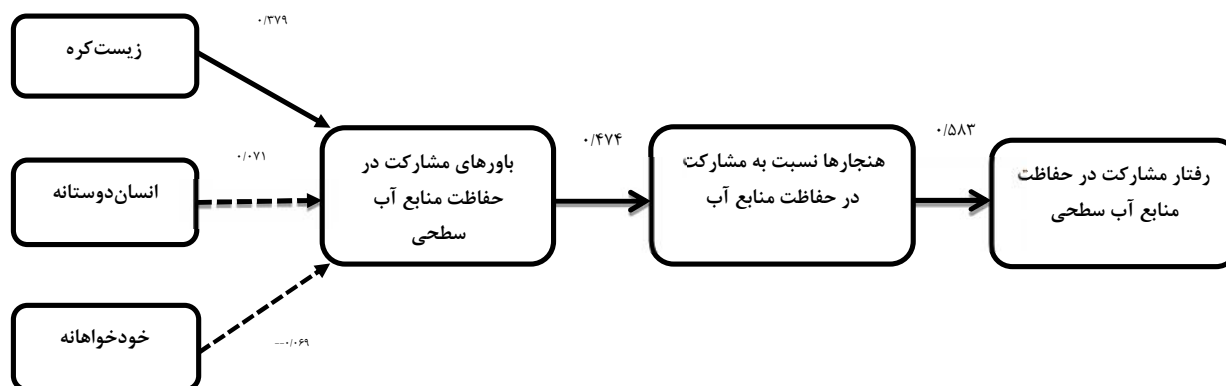 ۰/۳۷۹
زیست‌کره
۰/۰۷۱
انسان‌دوستانه
--۰/۰۶۹
خودخواهانه
باورهای مشارکت در
حفاظت منابع آب
سطحی
۰/۴۷۴
هنجارها نسبت به مشارکت
در حفاظت منابع آب
۰/۵۸۳
رفتار مشارکت در حفاظت
منابع آب سطحی